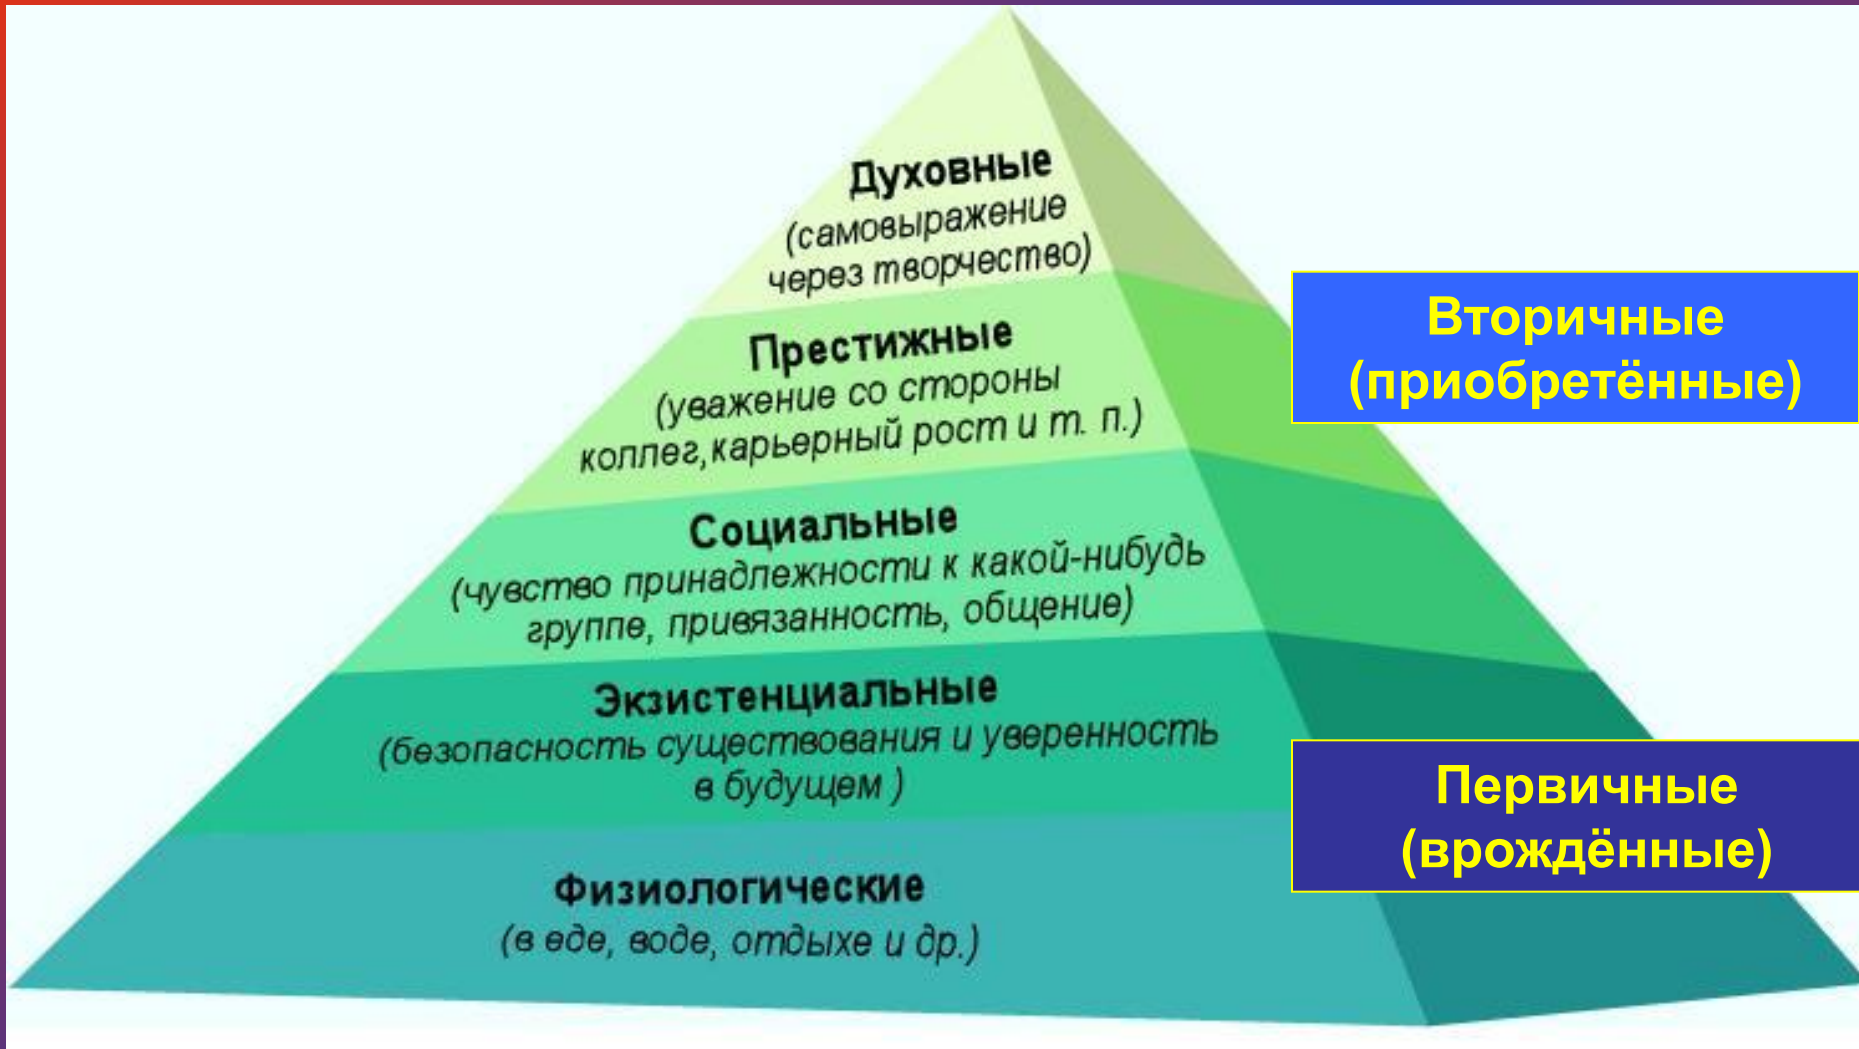 Духовные
(самовыражение
через творчество)
Престижные
(уважение со стороны
коллег,карьерный рост и т. п.)
Социальные
(чувство принадлежности к какой-нибудь
группе, привязанность, общение)
Экзистенциальные
(безопасность существования и уверенность
в будущем )
Физиологические
(в еде, воде, отдыхе и др.)
Вторичные
(приобретённые)
Первичные
(врождённые)